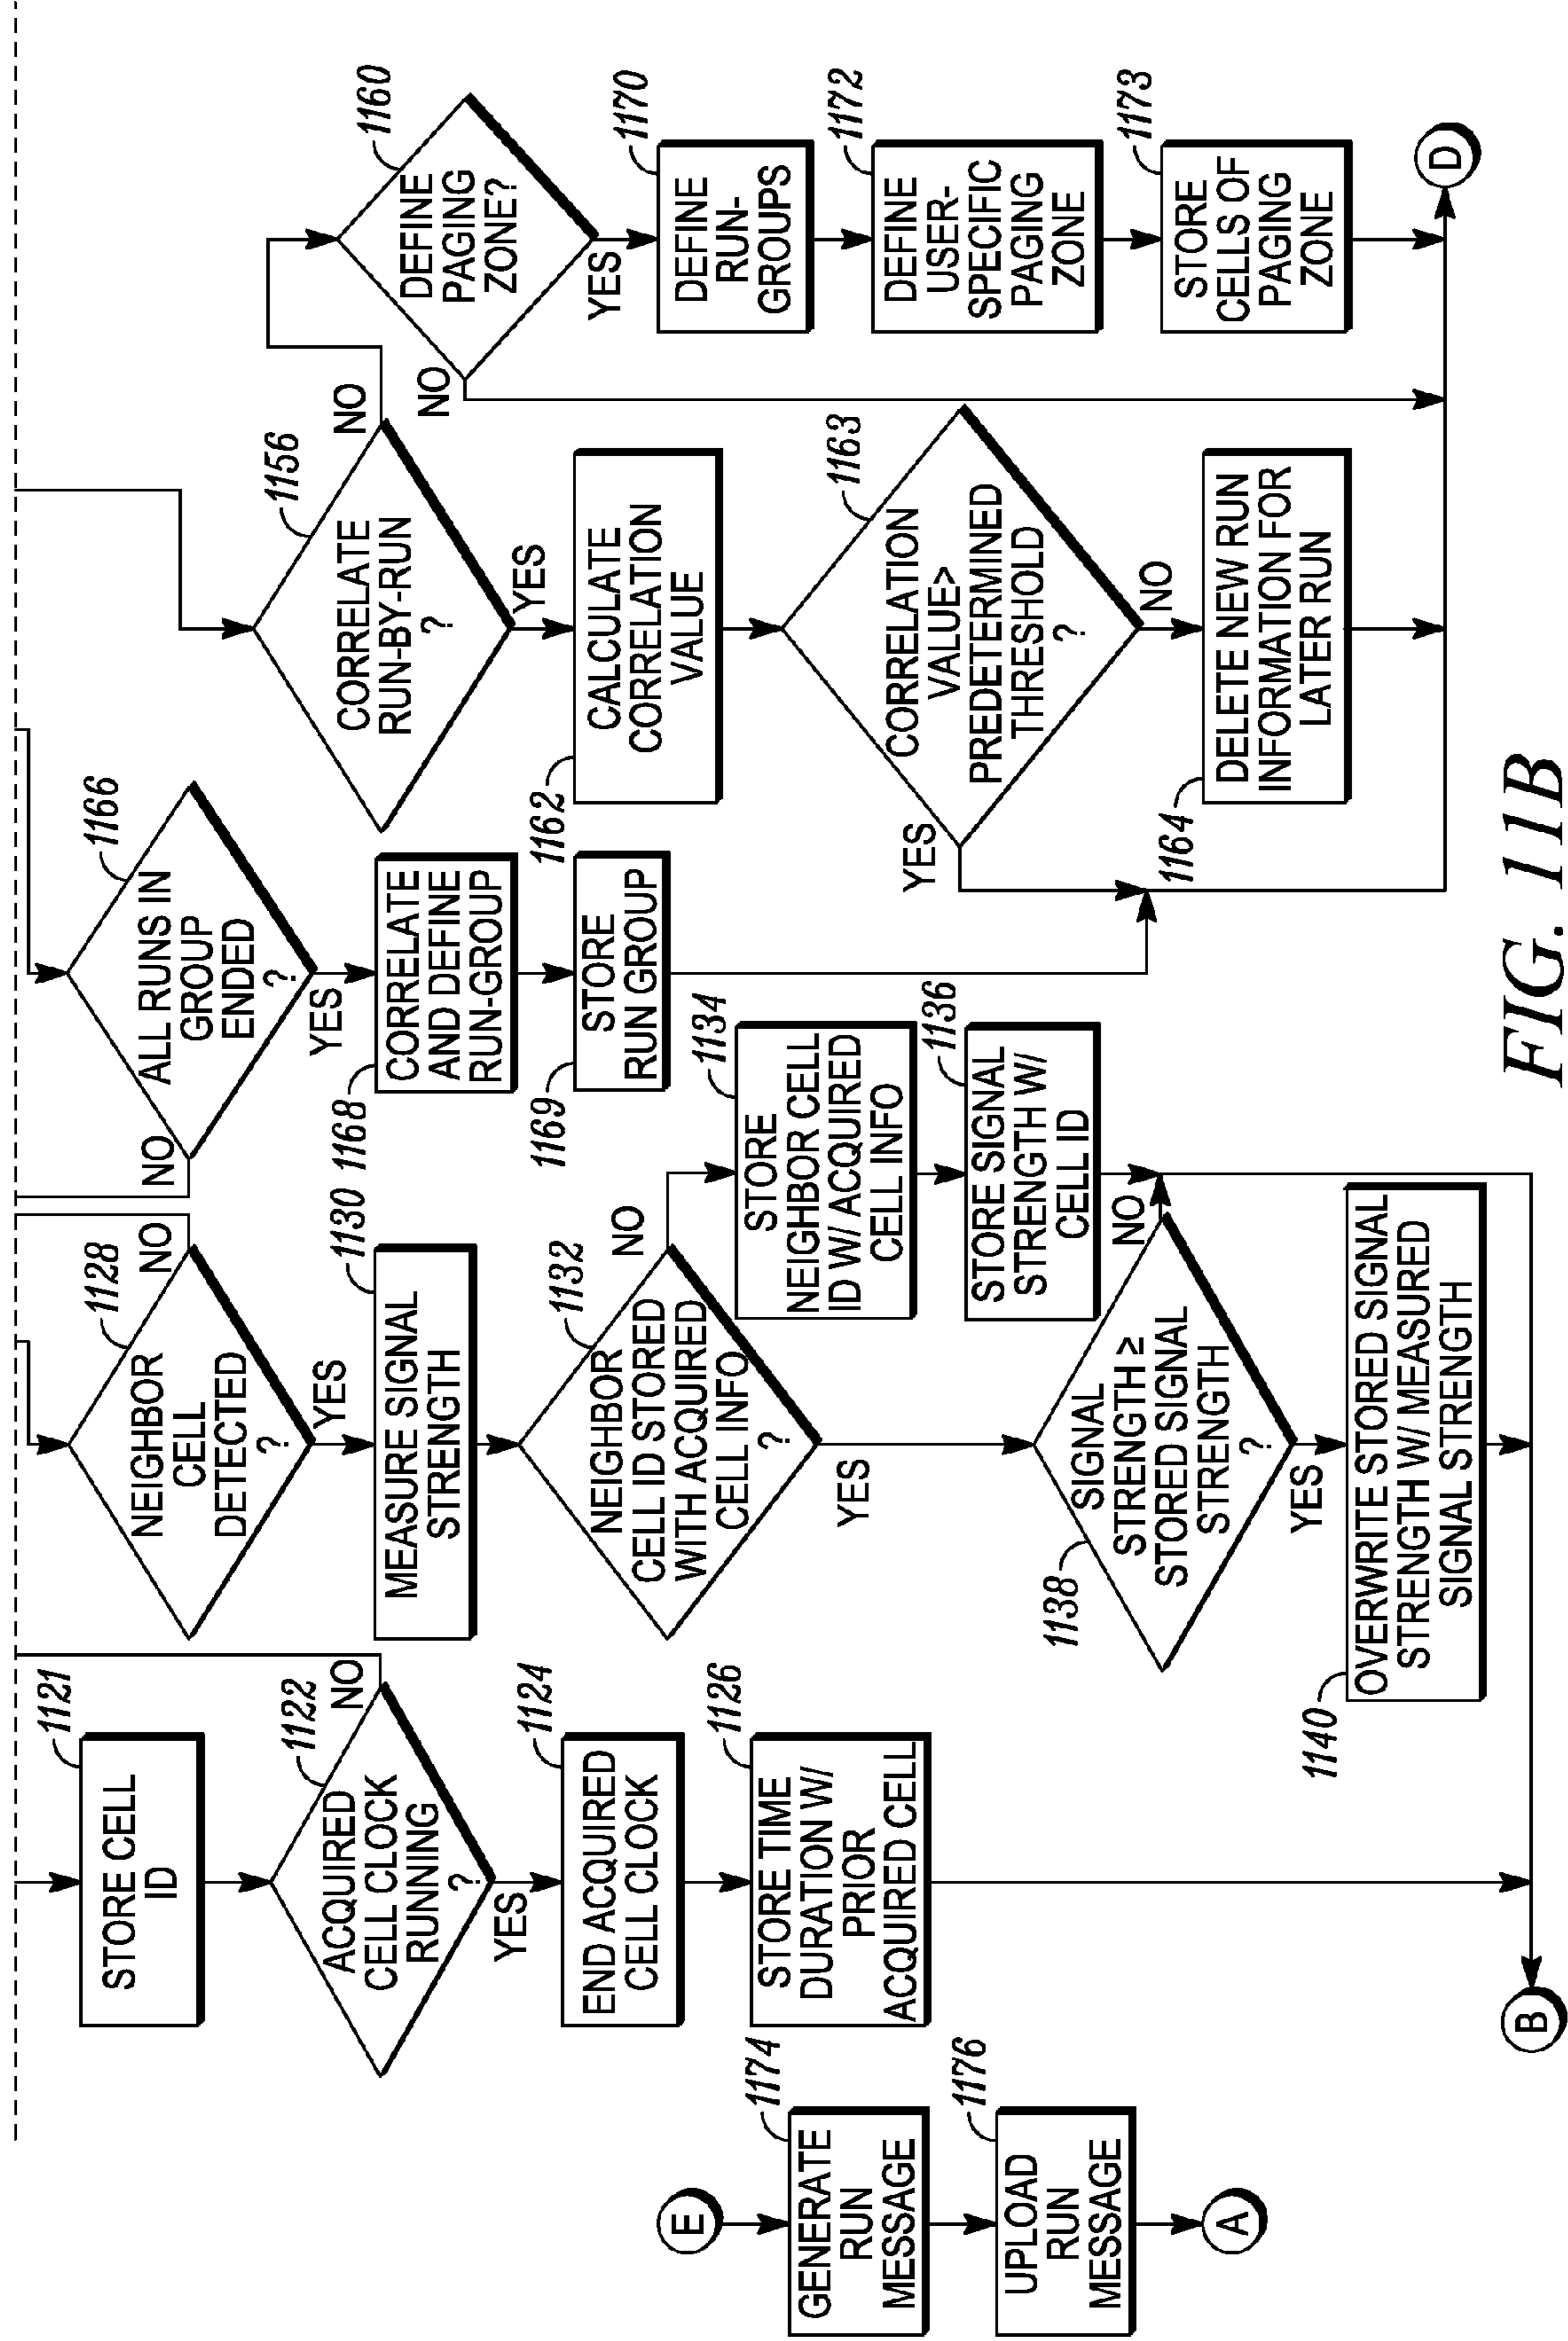 E
1174
GENERATE
RUN
MESSAGE
1176
UPLOAD
RUN
MESSAGE
A
1121
STORE CELL
ID
1122
ACQUIRED
CELL CLOCK
RUNNING
?
NO
YES
1124
END ACQUIRED
CELL CLOCK
1126
STORE TIME
DURATION W/
PRIOR
ACQUIRED CELL
B
1128
NEIGHBOR
CELL
DETECTED
?
NO
YES
1130
MEASURE SIGNAL
STRENGTH
1132
NEIGHBOR
CELL ID STORED
WITH ACQUIRED
CELL INFO
?
NO
YES
1134
STORE
NEIGHBOR CELL
ID W/ ACQUIRED
CELL INFO
1136
STORE SIGNAL
STRENGTH W/
CELL ID
1138
SIGNAL
STRENGTH ≥
STORED SIGNAL
STRENGTH
?
NO
YES
1140
OVERWRITE STORED SIGNAL
STRENGTH W/ MEASURED
SIGNAL STRENGTH
1166
ALL RUNS IN
GROUP
ENDED
?
NO
YES
1168
CORRELATE
AND DEFINE
RUN-GROUP
1169
STORE
RUN GROUP
1156
CORRELATE
RUN-BY-RUN
?
NO
YES
1162
CALCULATE
CORRELATION
VALUE
1163
CORRELATION
VALUE>
PREDETERMINED
THRESHOLD
?
YES
NO
1164
DELETE NEW RUN
INFORMATION FOR
LATER RUN
1160
DEFINE
PAGING
ZONE?
NO
YES
1170
DEFINE
RUN-
GROUPS
1172
DEFINE
USER-
SPECIFIC
PAGING
ZONE
1173
STORE
CELLS OF
PAGING
ZONE
D
FIG. 11B